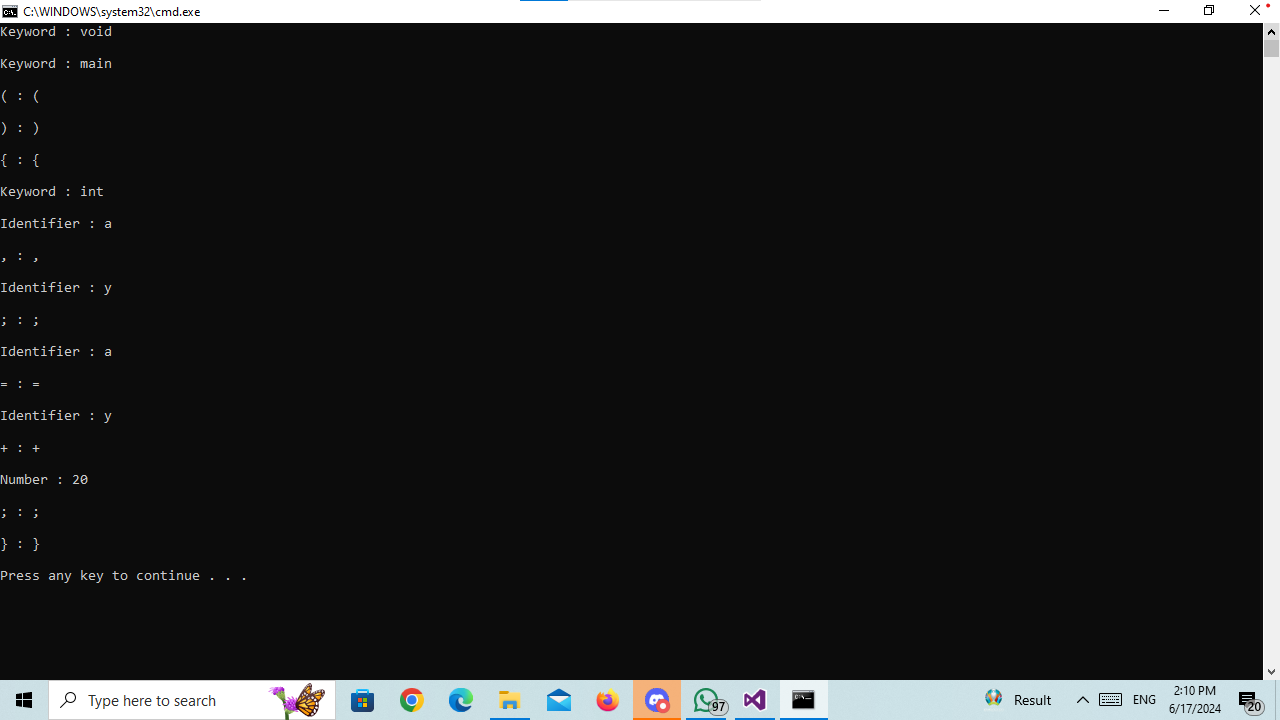 C:\WINDOWS\system32\cmd.exe
Keyword : void
Keyword : main
( : (
) : )
{ : {
Keyword : int
Identifier : a
, : ,
Identifier : y
; : ;
Identifier : a
= : =
Identifier : y
+ : +
Number : 20
; : ;
} : }
Press any key to continue . . .
Type here to search
97
Result
ENG
2:10 PM
6/17/2024
20